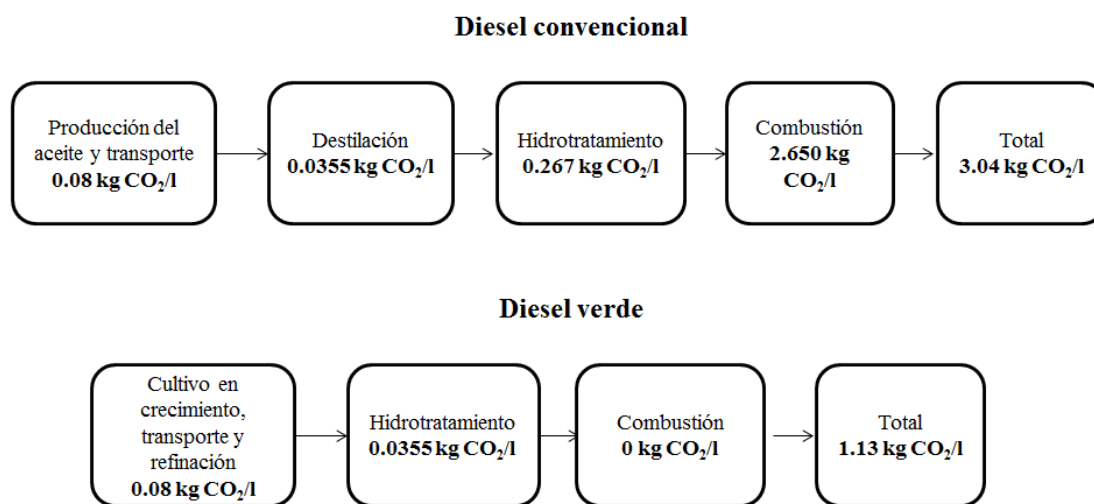 Diesel convencional
Producción del
aceite y transporte
0.08 kg CO₂/l
Destilación
0.0355 kg CO₂/l
Hidrotratamiento
0.267 kg CO₂/l
Combustión
2.650 kg
CO₂/l
Total
3.04 kg CO₂/l
Diesel verde
Cultivo en
crecimiento,
transporte y
refinación
0.08 kg CO₂/l
Hidrotratamiento
0.0355 kg CO₂/l
Combustión
0 kg CO₂/l
Total
1.13 kg CO₂/l